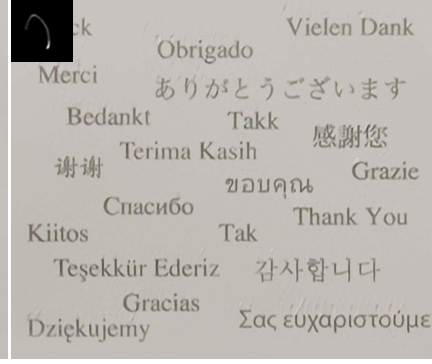 Vielen Dank
Obrigado
Merci
ありがとうございます
Bedankt
Takk
感謝您
Terima Kasih
谢谢
Grazie
ขอบคุณ
Спасибо
Thank You
Kiitos
Tak
Teşekkür Ederiz
감사합니다
Gracias
Σας ευχαριστούμε
Dziękujemy